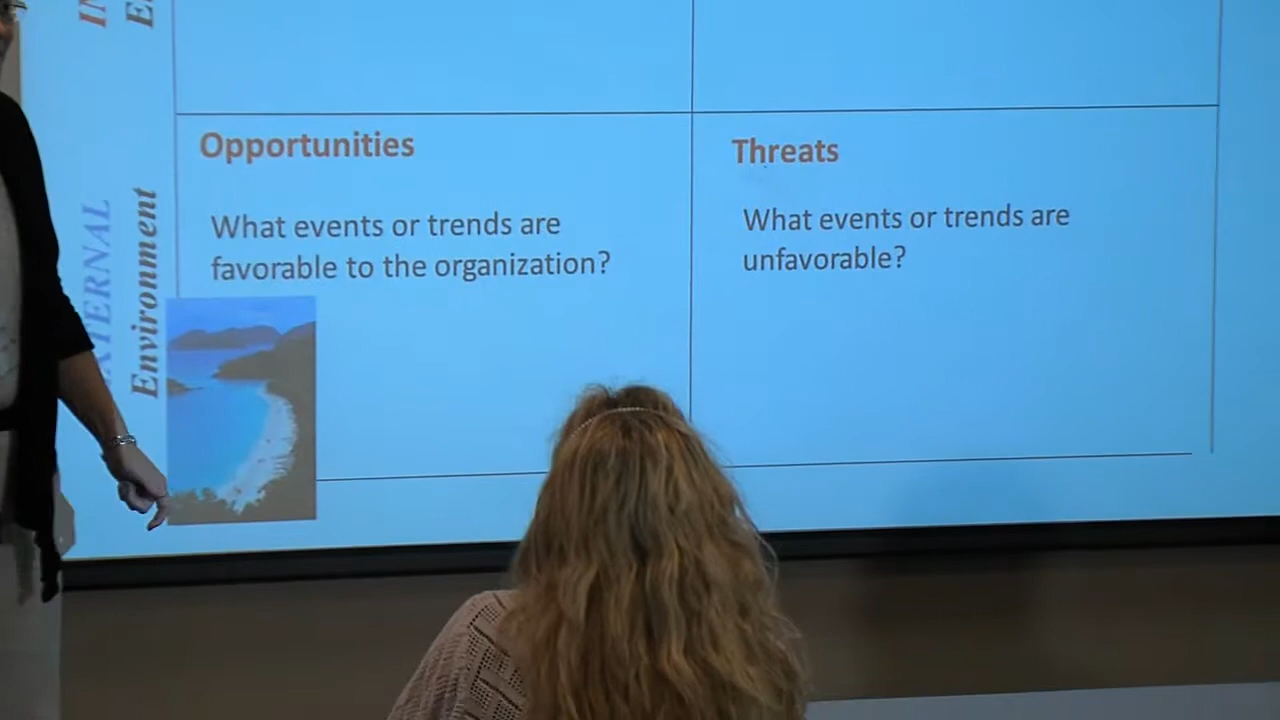 Opportunities
What events or trends are
favorable to the organization?
Threats
What events or trends are
unfavorable?
Environment